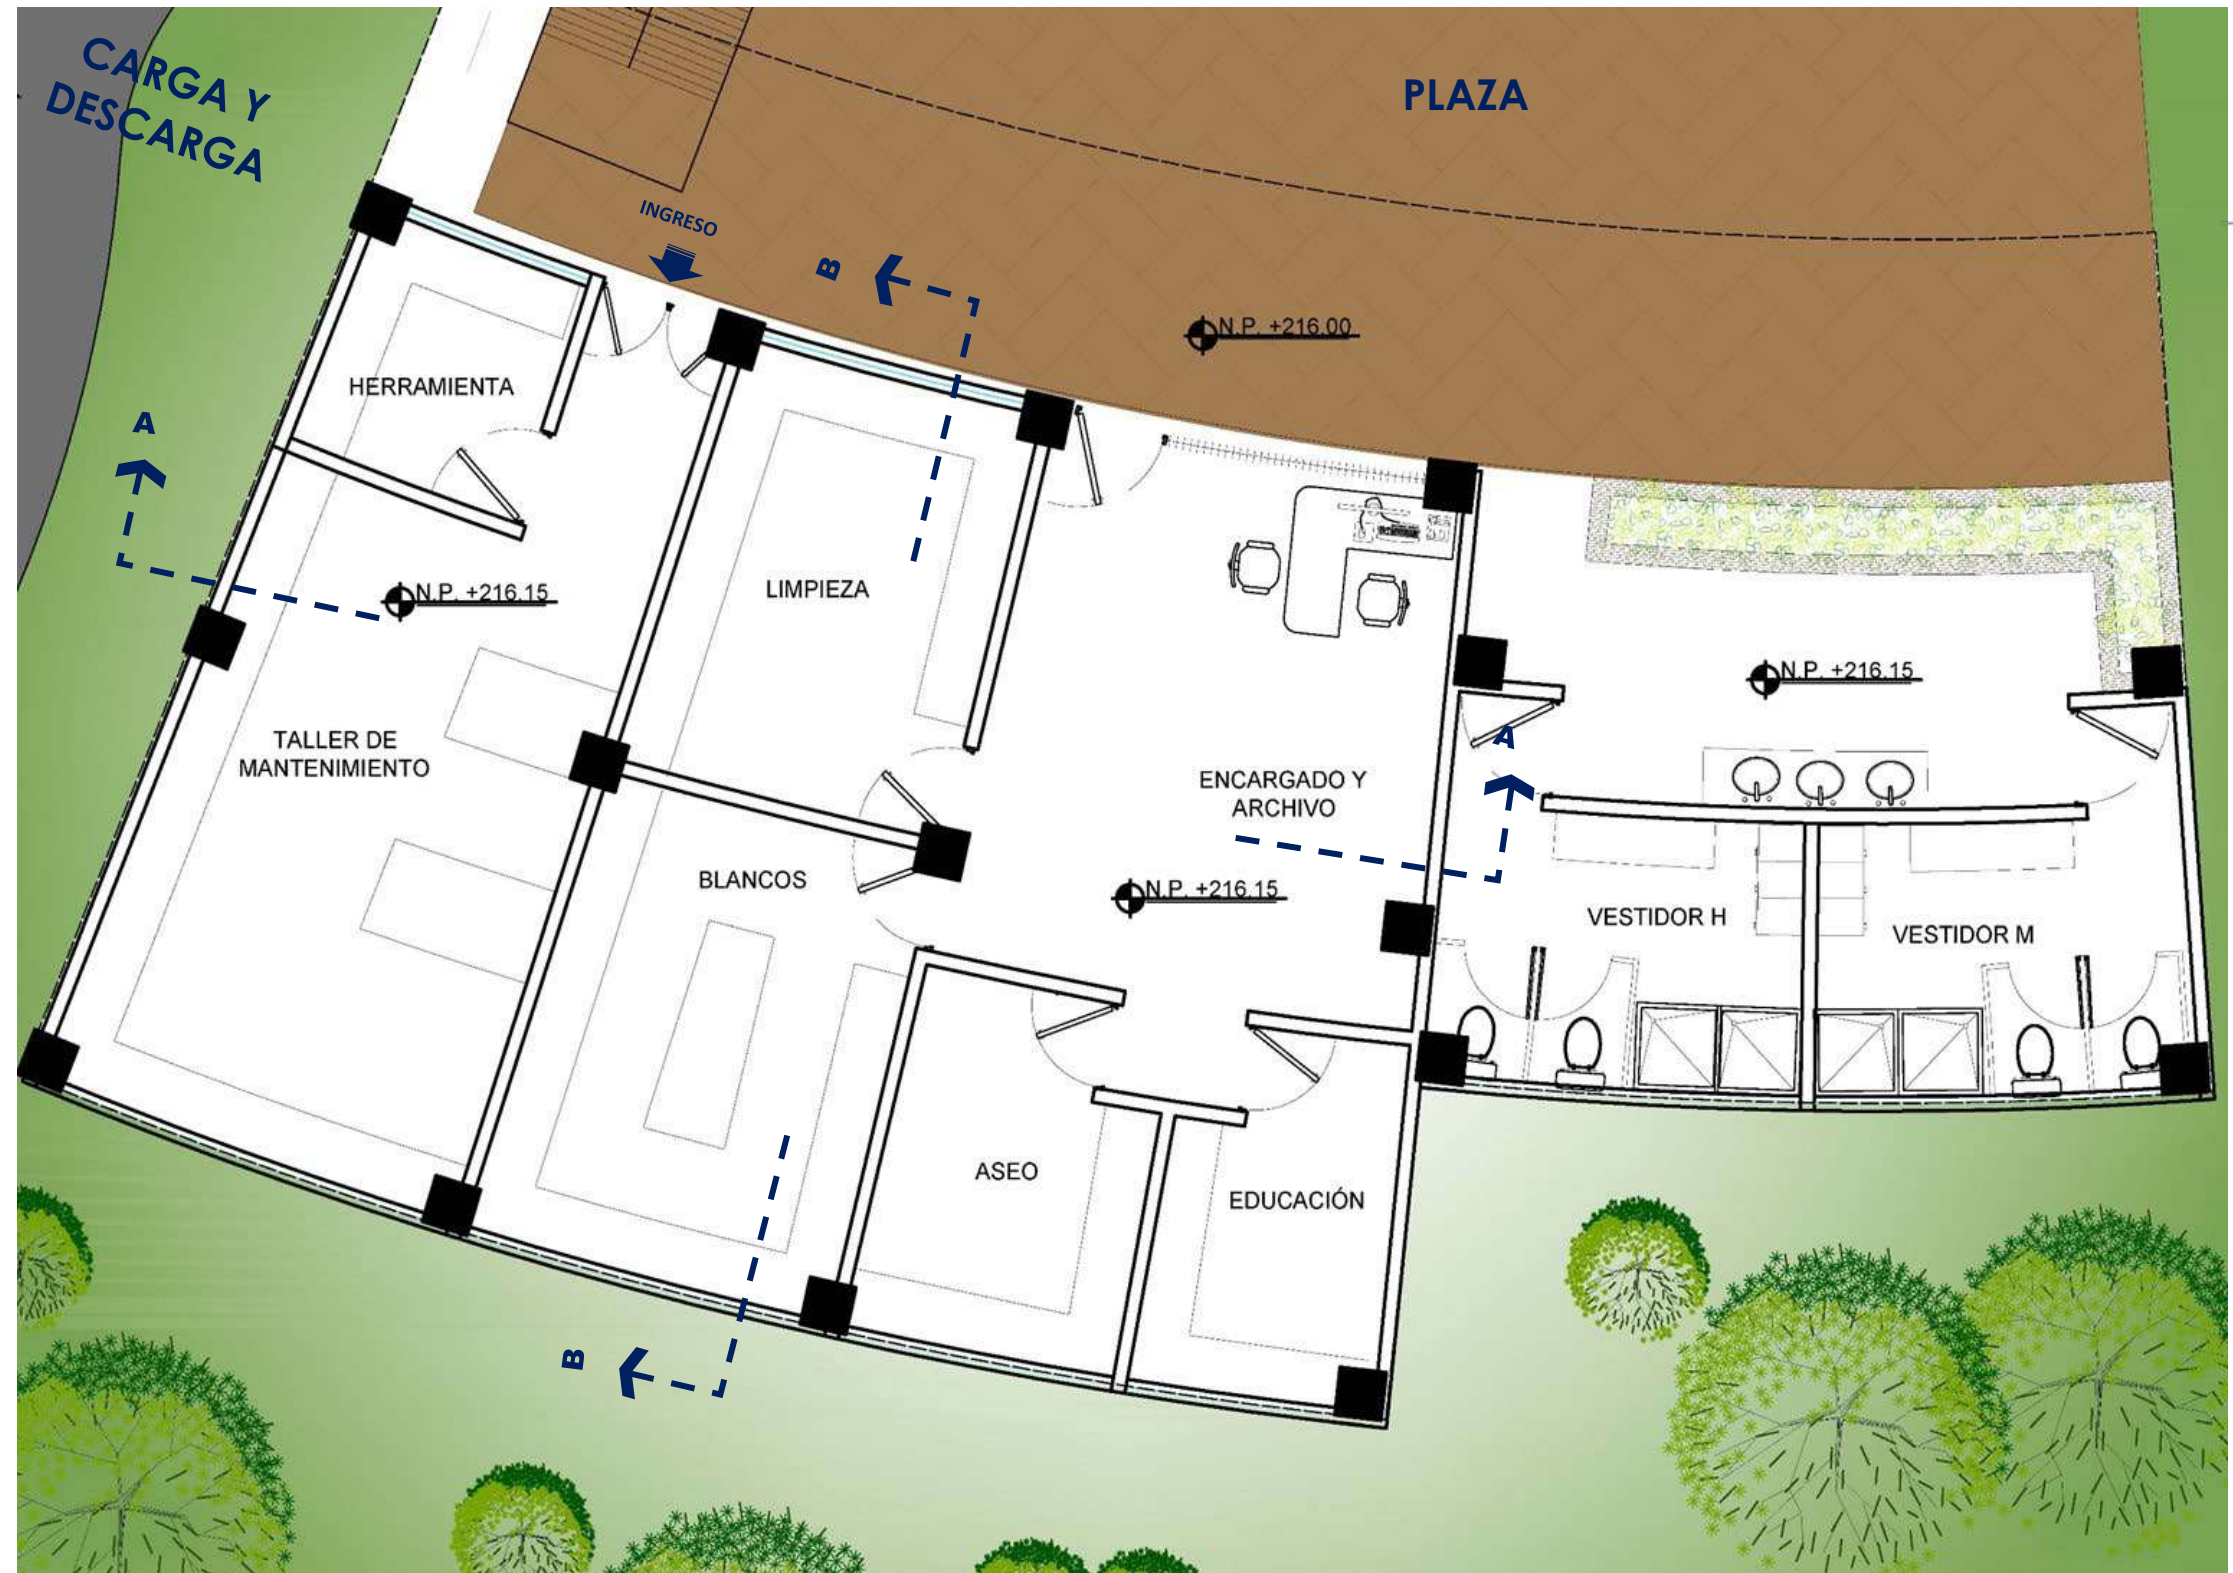 CARGA Y
DESCARGA
PLAZA
INGRESO
B
N.P. +216.00
HERRAMIENTA
A
N.P. +216.15
LIMPIEZA
N.P. +216.15
TALLER DE
MANTENIMIENTO
A
ENCARGADO Y
ARCHIVO
BLANCOS
N.P. +216.15
VESTIDOR H
VESTIDOR M
ASEO
EDUCACIÓN
B